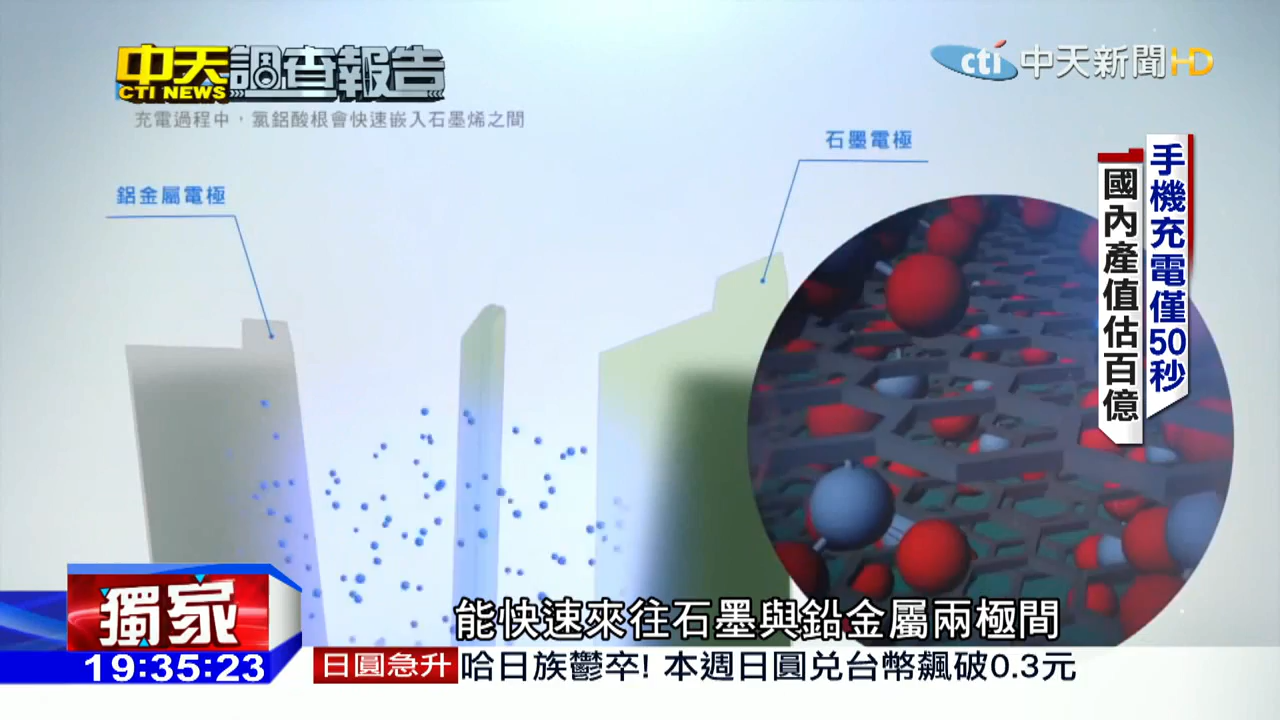 中天調查報告
CTI NEWS
cti 中天新聞HD
充電過程中，氯鋁酸根會快速嵌入石墨烯之間
石墨電極
鋁金屬電極
手機充電僅50秒
國內產值估百億
能快速來往石墨與鉛金屬兩極間
獨家
19:35:23
日圓急升 哈日族鬱卒! 本週日圓兌台幣飆破0.3元